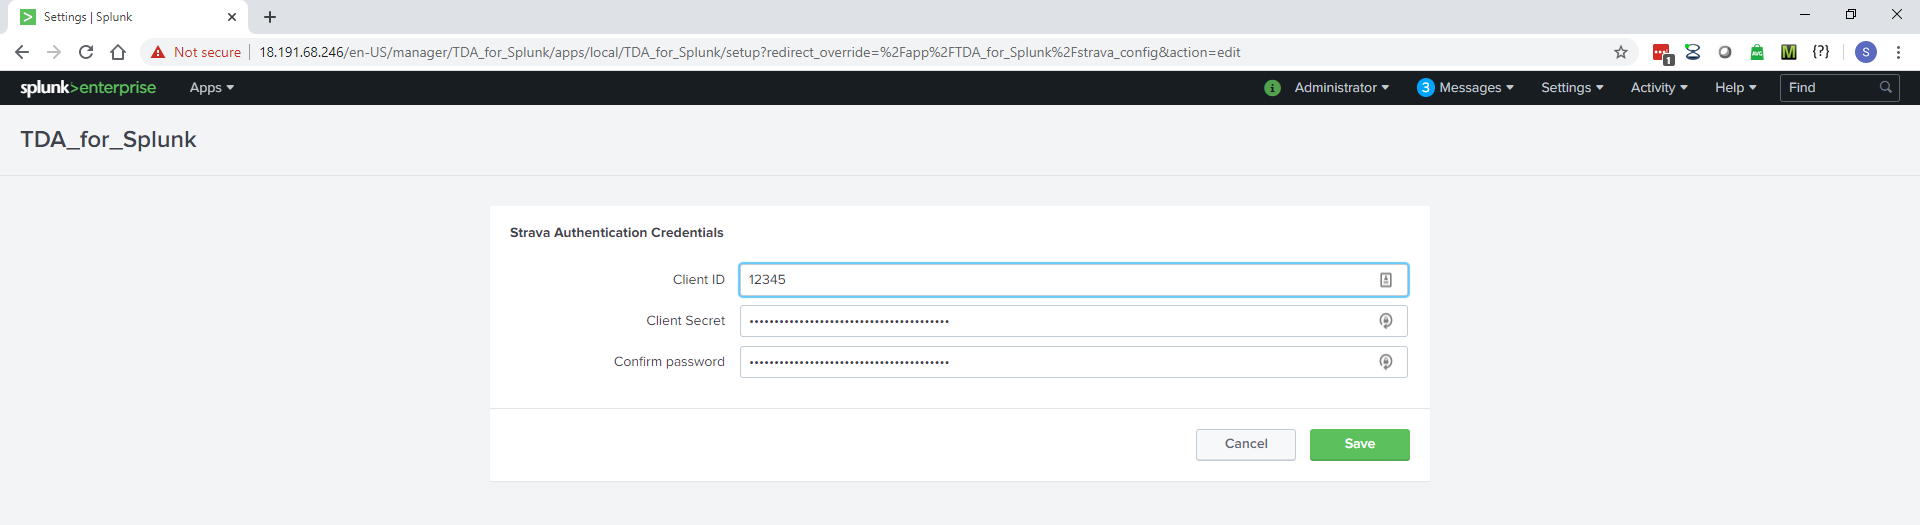 Settings | Splunk
Not secure
18.191.68.246/en-US/manager/TDA_for_Splunk/apps/local/TDA_for_Splunk/setup?redirect_override=%2Fapp%2FTDA_for_Splunk%2Fstrava_config&action=edit
1
AVG
M
{?}
S
splunk>enterprise
Apps
i
Administrator
3
Messages
Settings
Activity
Help
Find
TDA_for_Splunk
Strava Authentication Credentials
Client ID
12345
Client Secret
••••••••••••••••••••••••••••••••••••••••
Confirm password
••••••••••••••••••••••••••••••••••••••••
Cancel
Save